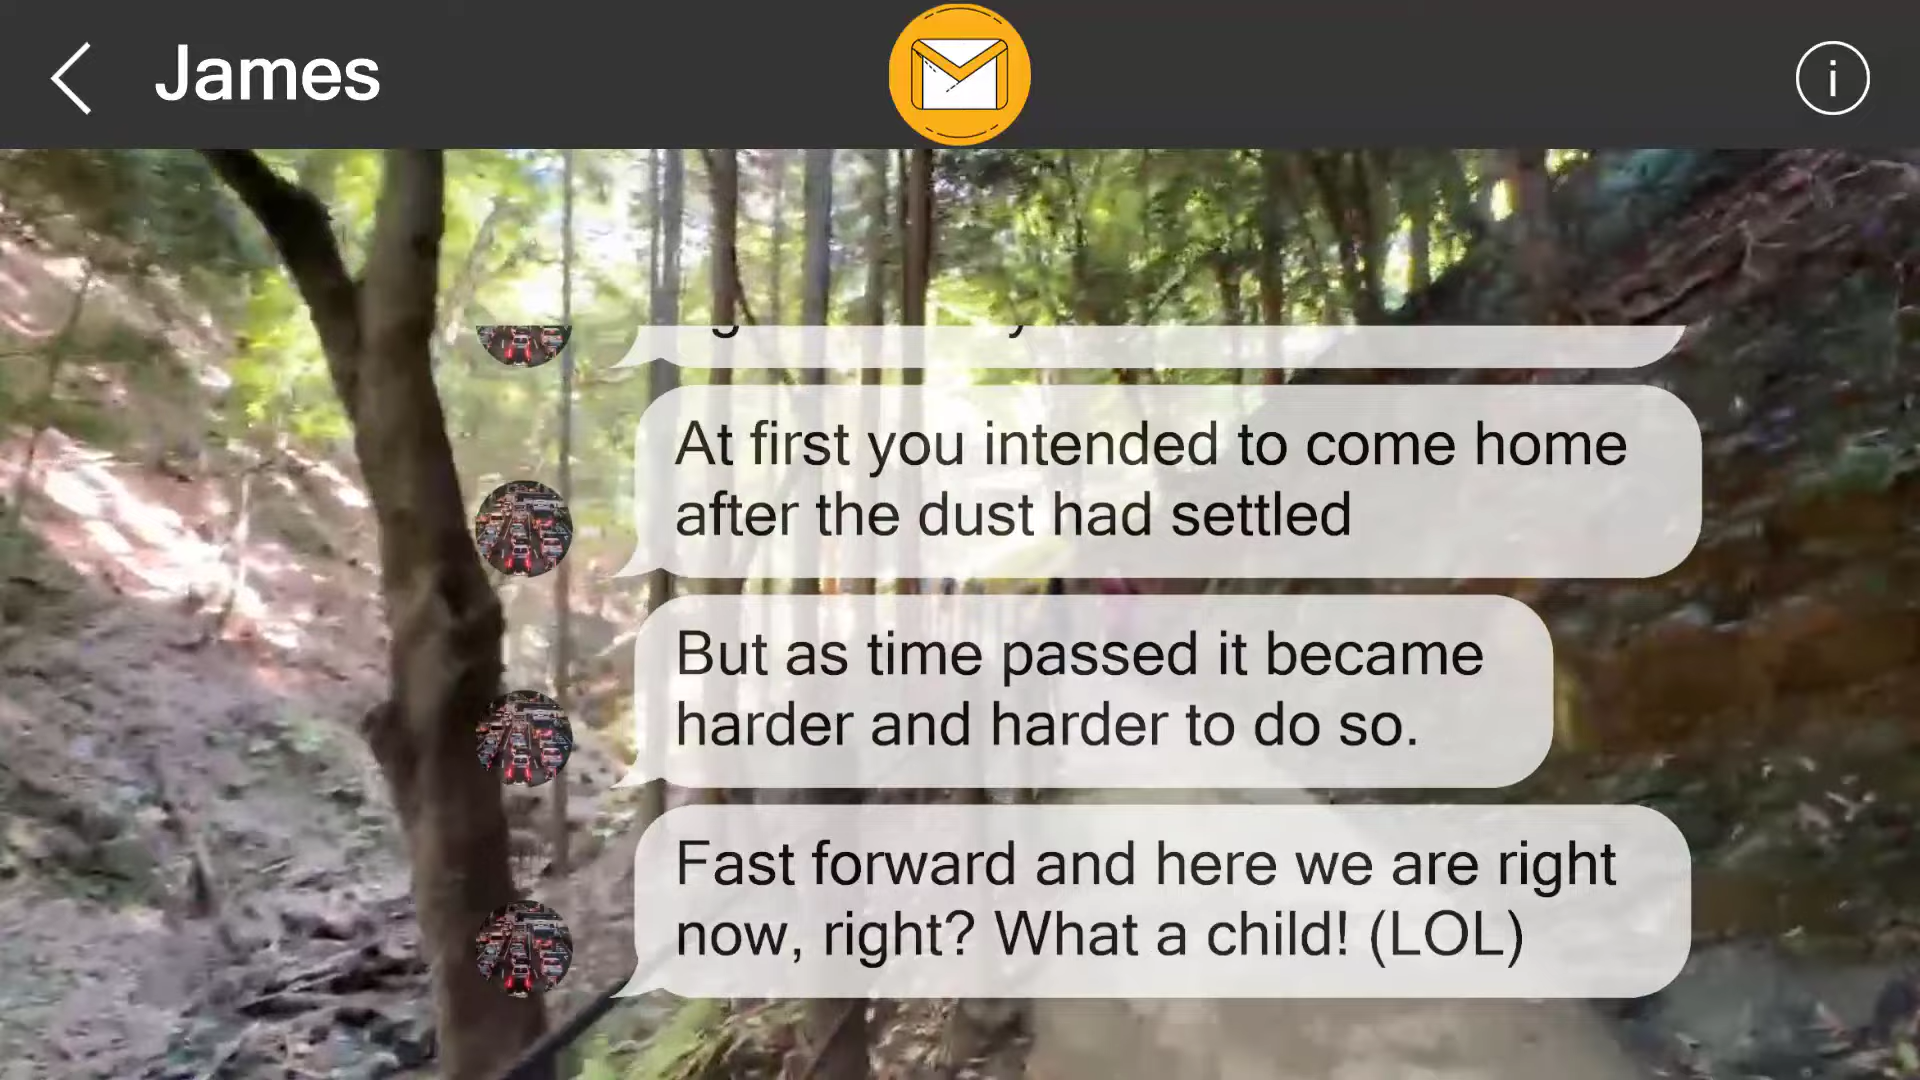 James
At first you intended to come home
after the dust had settled
But as time passed it became
harder and harder to do so.
Fast forward and here we are right
now, right? What a child! (LOL)